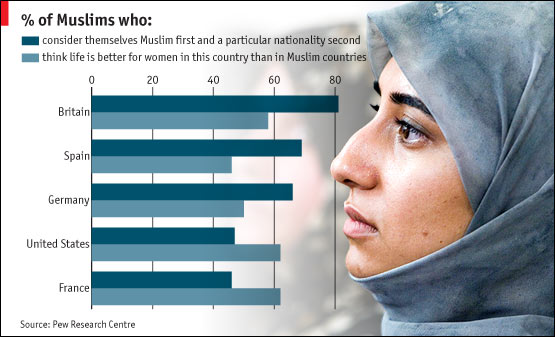 % of Muslims who:
consider themselves Muslim first and a particular nationality second
think life is better for women in this country than in Muslim countries
0 20 40 60 80
Britain
Spain
Germany
United States
France
Source: Pew Research Centre